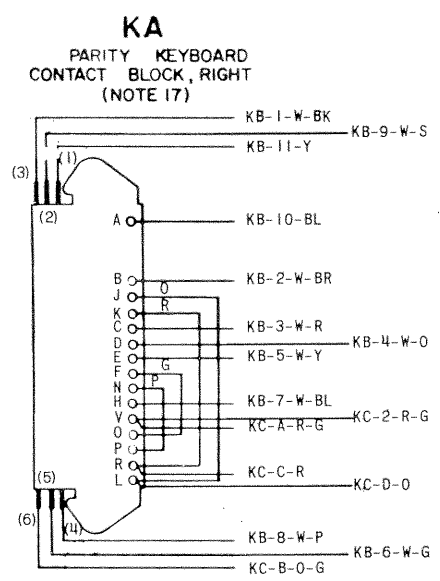 KA
PARITY KEYBOARD
CONTACT BLOCK, RIGHT
(NOTE 17)
KB-1-W-BK
KB-9-W-S
(1)
KB-11-Y
(3)
(2)
A
KB-10-BL
B
KB-2-W-BR
J
O
K
R
C
KB-3-W-R
D
KB-4-W-O
E
KB-5-W-Y
F
G
N
P
H
KB-7-W-BL
V
KC-2-R-G
KC-A-R-G
O
P
R
KC-C-R
L
KC-D-O
(5)
(6)
(4)
KB-8-W-P
KB-6-W-G
KC-B-O-G